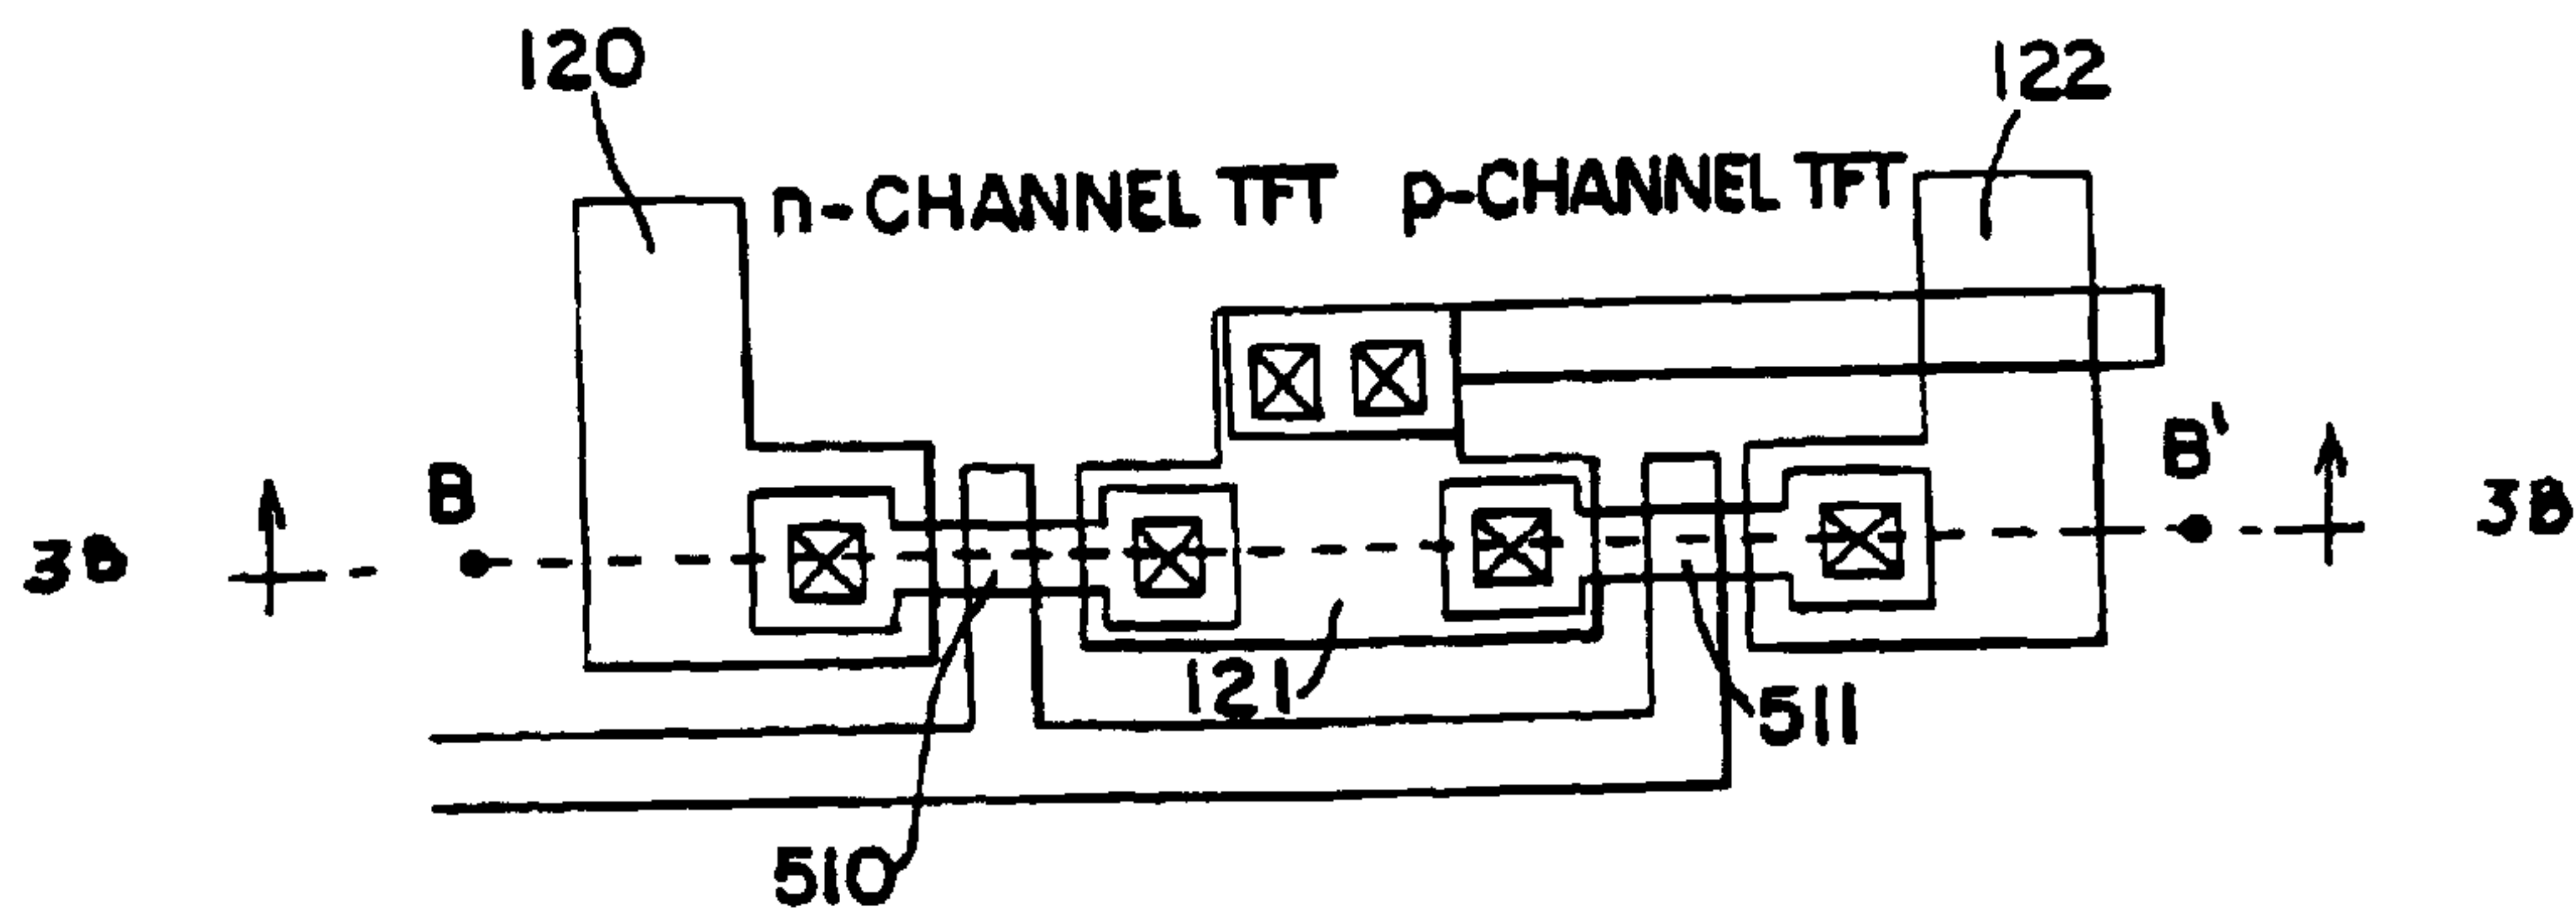 120
122
n-CHANNEL TFT p-CHANNEL TFT
B
B'
3B
3B
121
511
510